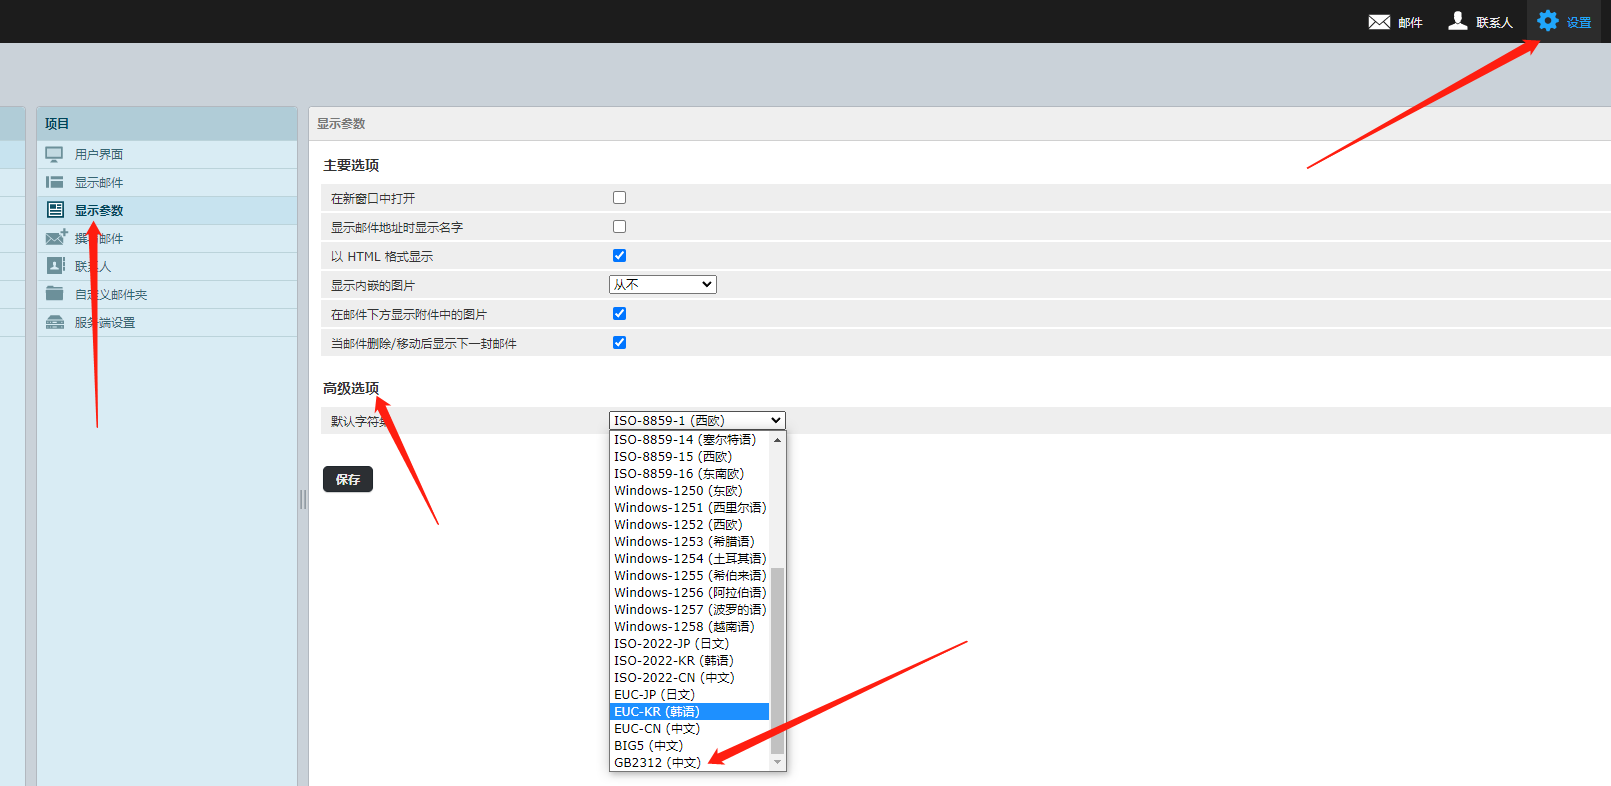 邮件
联系人
设置
项目
用户界面
显示邮件
显示参数
撰 邮件
联系人
自定义邮件夹
服务端设置
显示参数
主要选项
在新窗口中打开
显示邮件地址时显示名字
以 HTML 格式显示
显示内嵌的图片
从不
在邮件下方显示附件中的图片
当邮件删除/移动后显示下一封邮件
高级选项
默认字符集
ISO-8859-1 (西欧)
ISO-8859-14 (塞尔特语)
ISO-8859-15 (西欧)
ISO-8859-16 (东南欧)
Windows-1250 (东欧)
Windows-1251 (西里尔语)
Windows-1252 (西欧)
Windows-1253 (希腊语)
Windows-1254 (土耳其语)
Windows-1255 (希伯来语)
Windows-1256 (阿拉伯语)
Windows-1257 (波罗的语)
Windows-1258 (越南语)
ISO-2022-JP (日文)
ISO-2022-KR (韩语)
ISO-2022-CN (中文)
EUC-JP (日文)
EUC-KR (韩语)
EUC-CN (中文)
BIG5 (中文)
GB2312 (中文)
保存